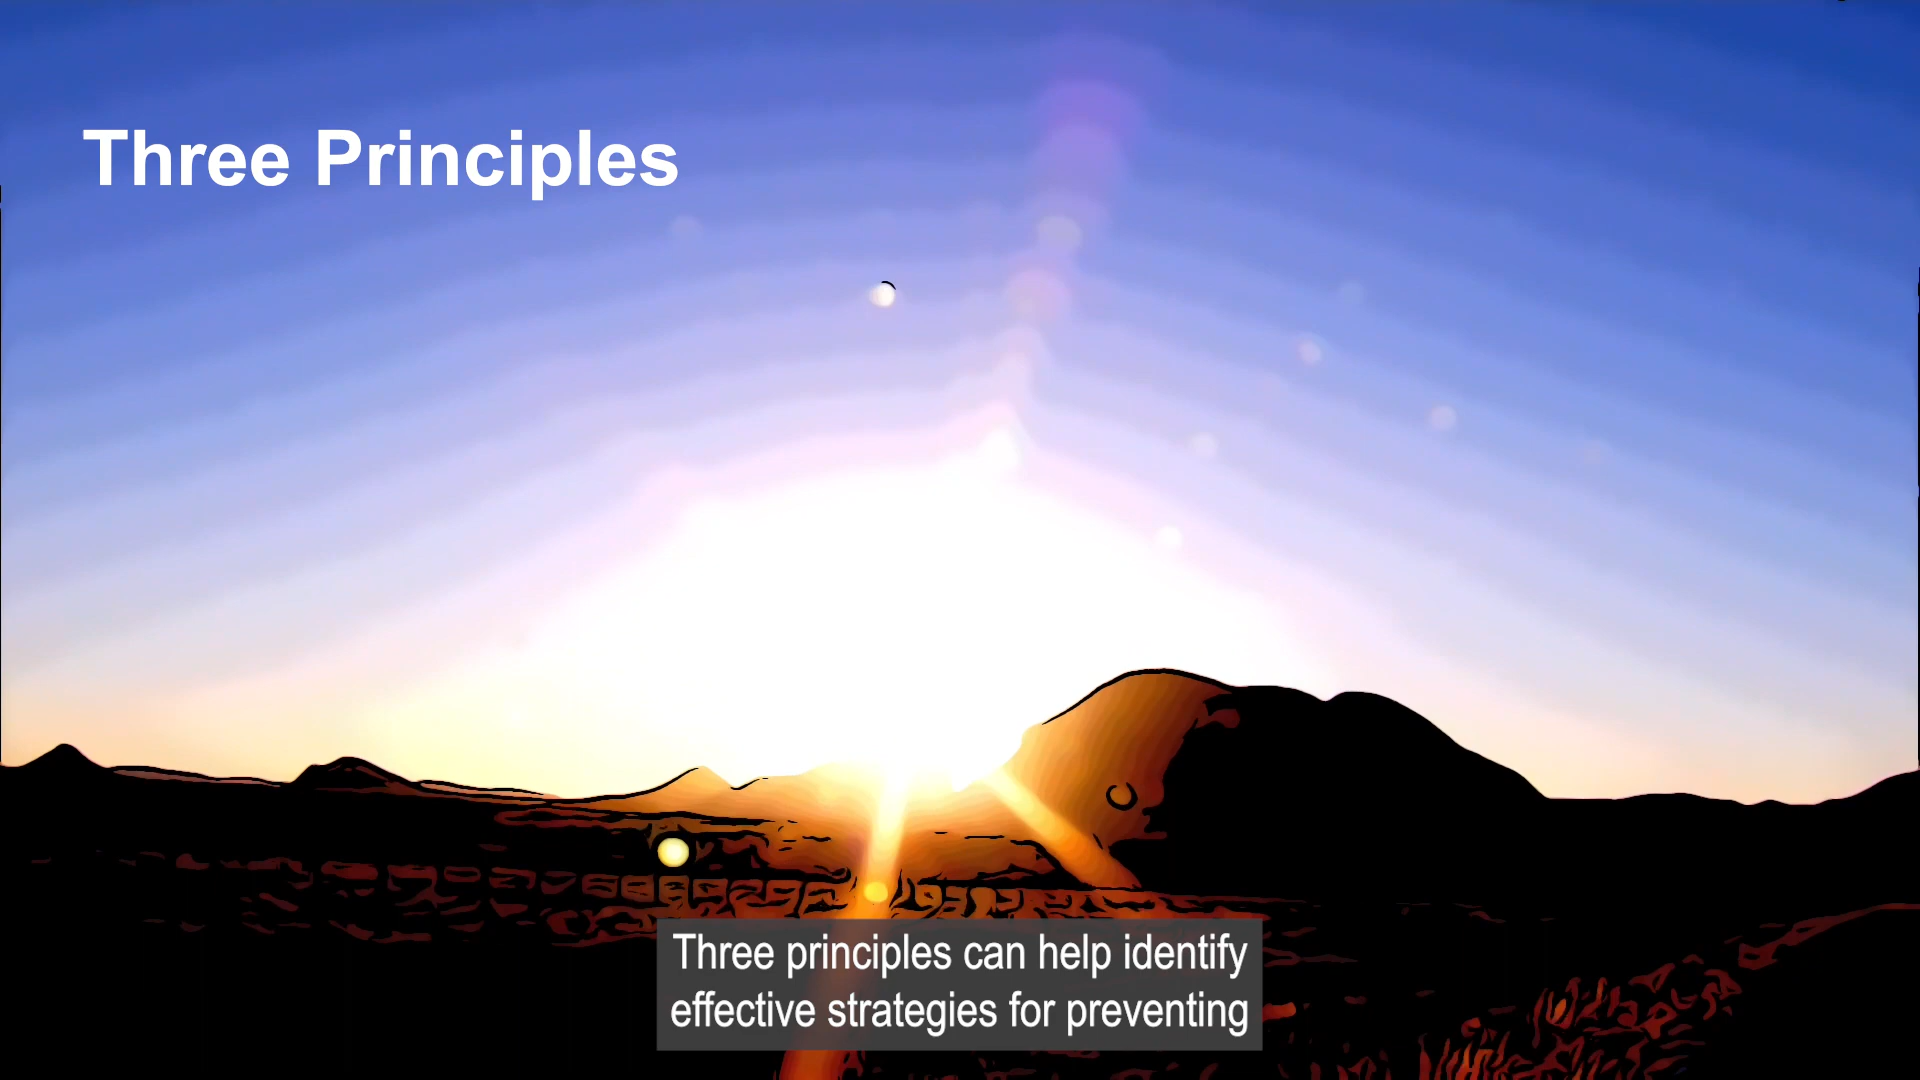 Three Principles
Three principles can help identify
effective strategies for preventing